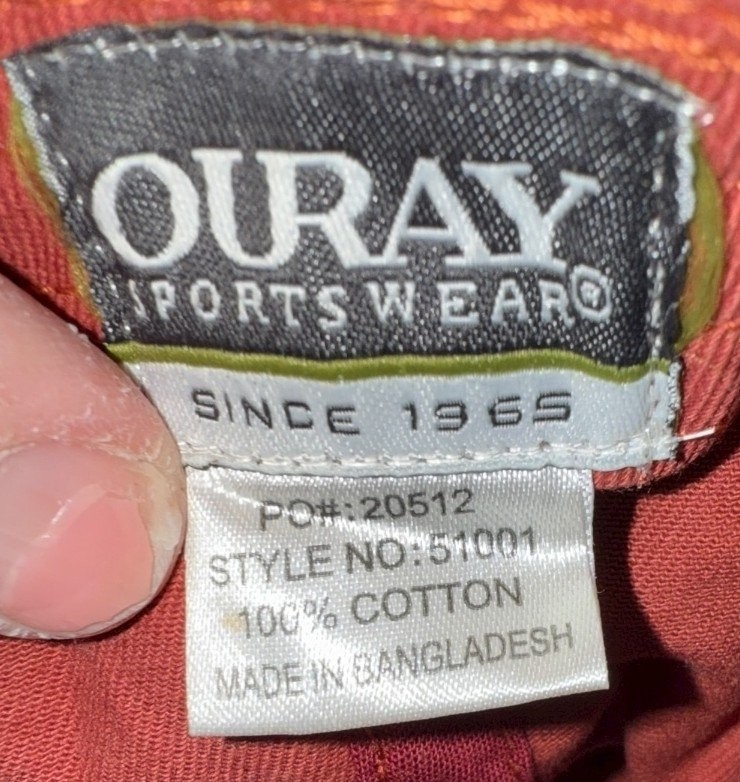 OURAY
SPORTSWEAR®
SINCE 1965
PO#:20512
STYLE NO:51001
100% COTTON
MADE IN BANGLADESH